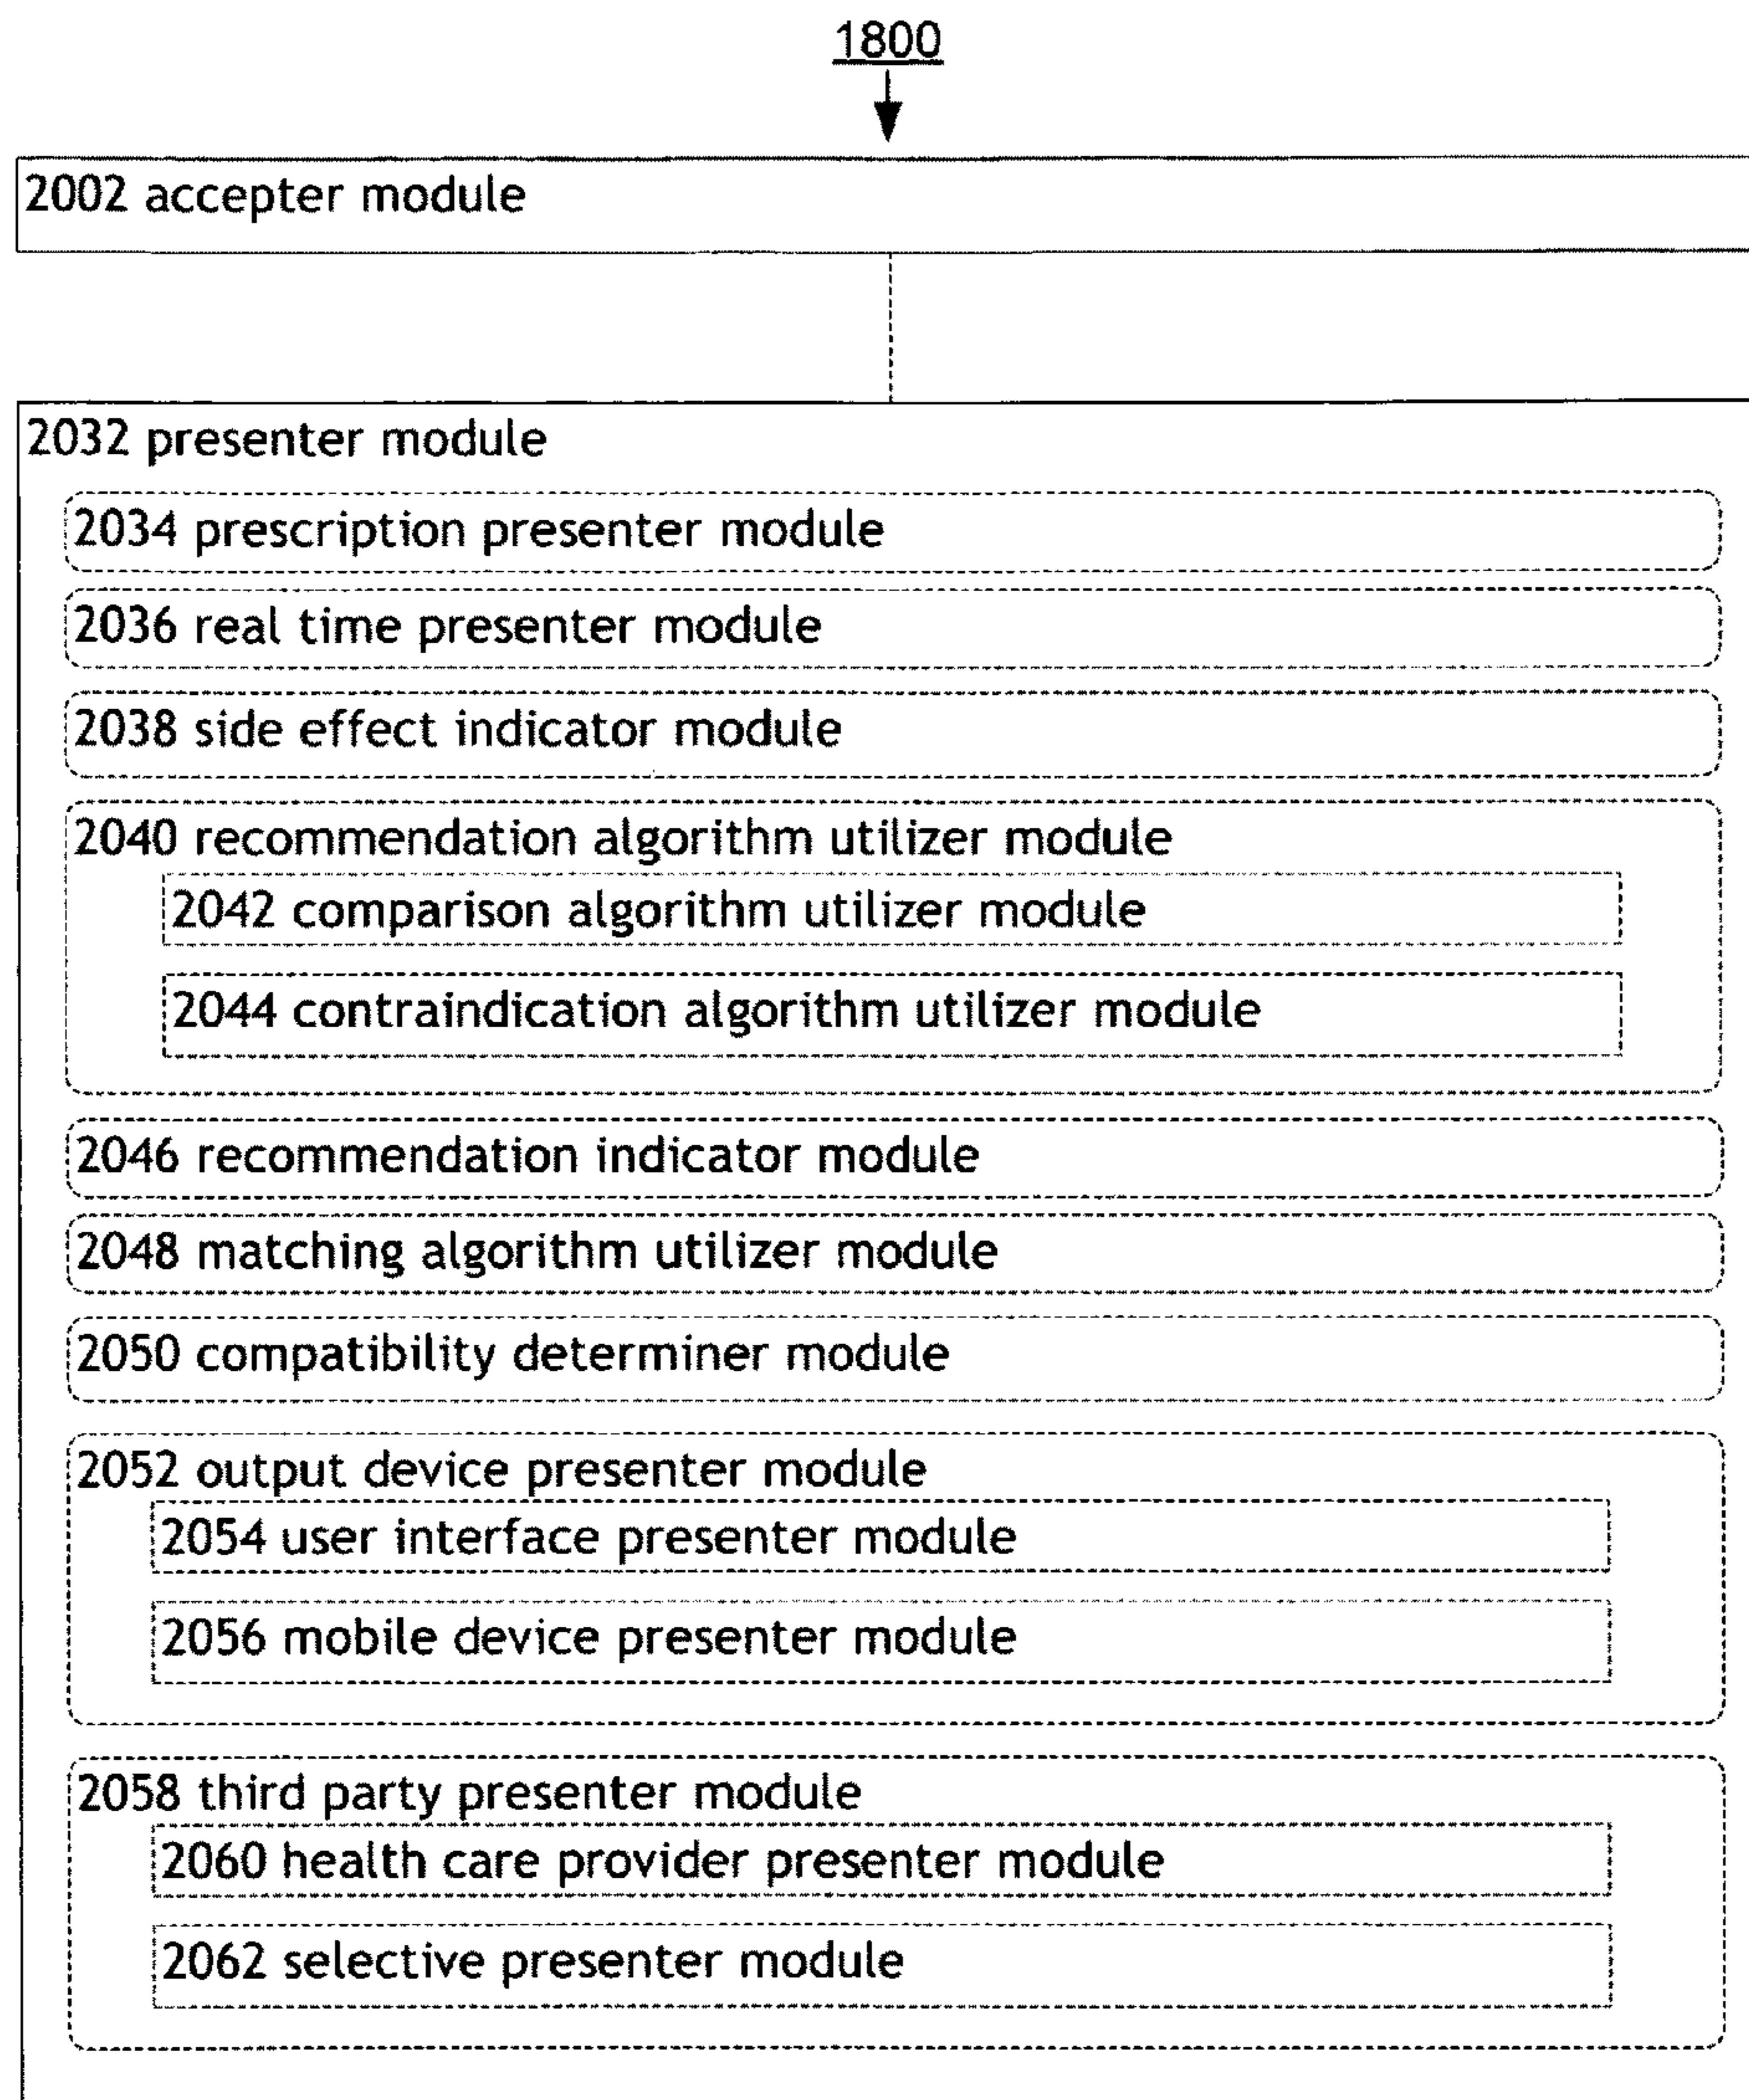 1800
2002 accepter module
2032 presenter module
2034 prescription presenter module
2036 real time presenter module
2038 side effect indicator module
2040 recommendation algorithm utilizer module
2042 comparison algorithm utilizer module
2044 contraindication algorithm utilizer module
2046 recommendation indicator module
2048 matching algorithm utilizer module
2050 compatibility determiner module
2052 output device presenter module
2054 user interface presenter module
2056 mobile device presenter module
2058 third party presenter module
2060 health care provider presenter module
2062 selective presenter module